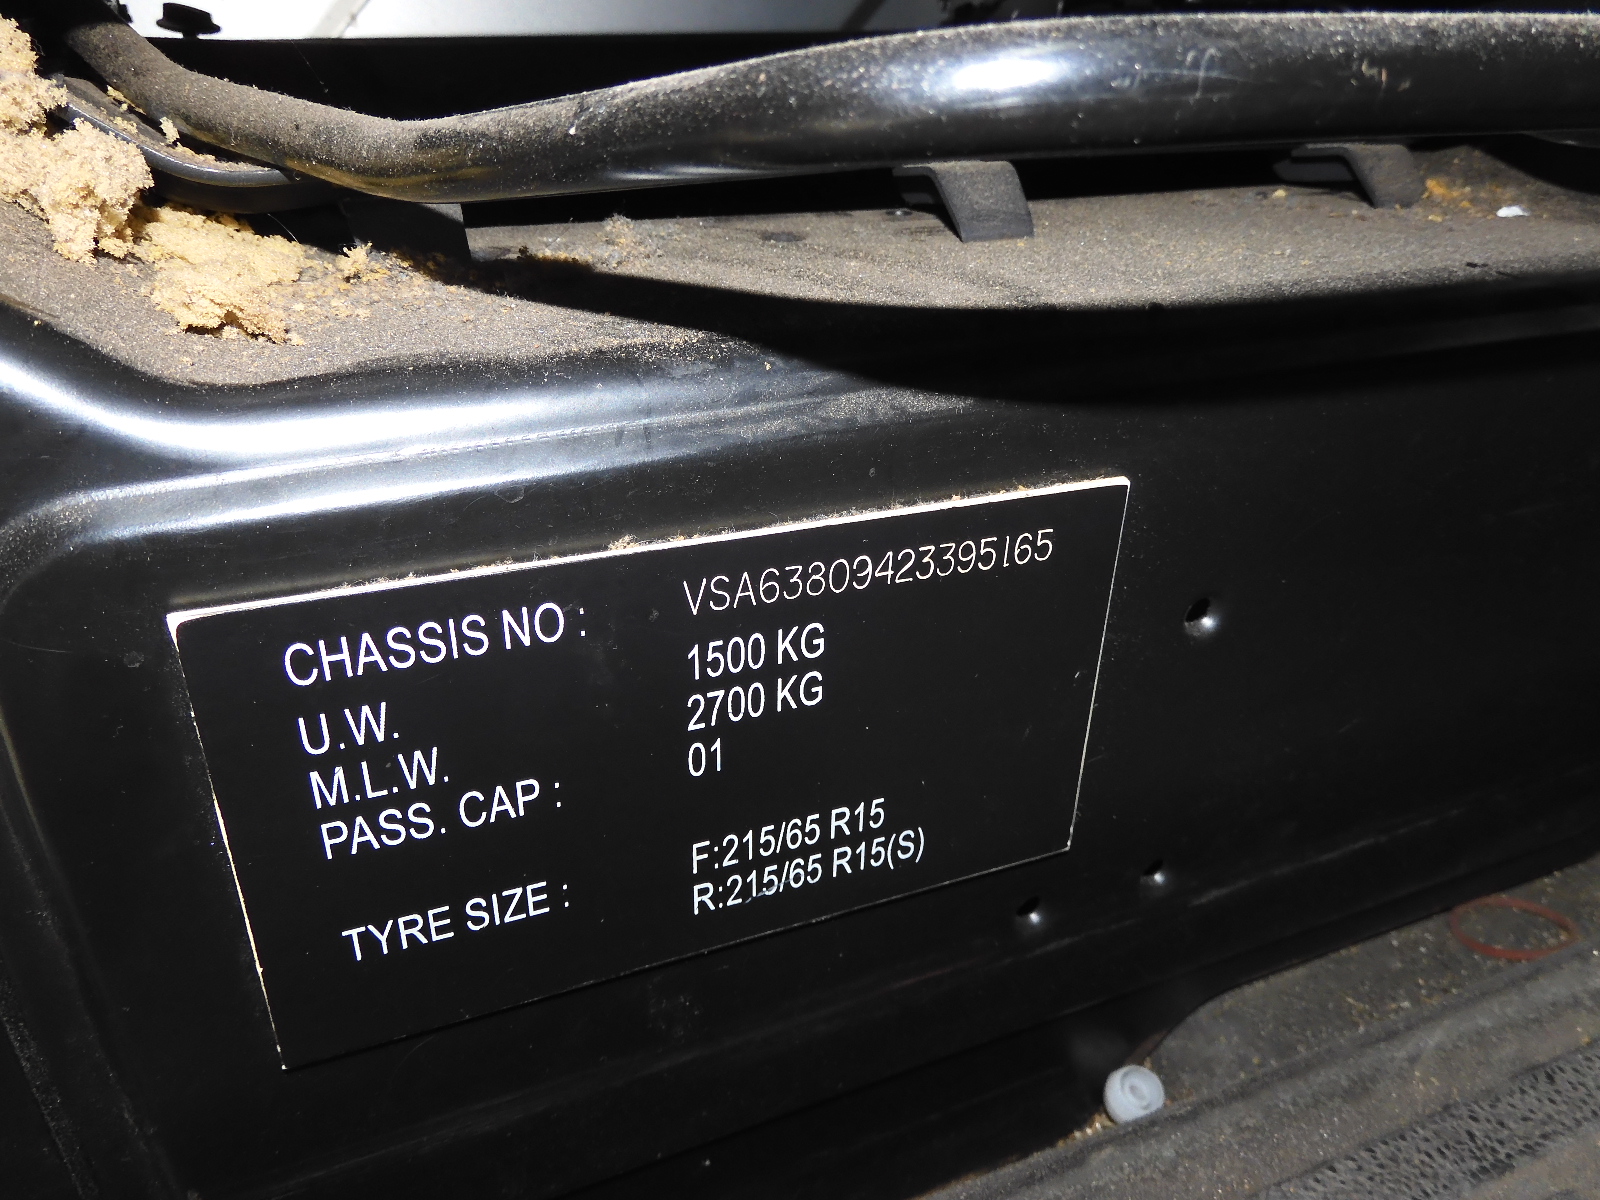 CHASSIS NO : VSA63809423395165
U.W. 1500 KG
M.L.W. 2700 KG
PASS. CAP : 01
TYRE SIZE : F:215/65 R15
R:215/65 R15(S)